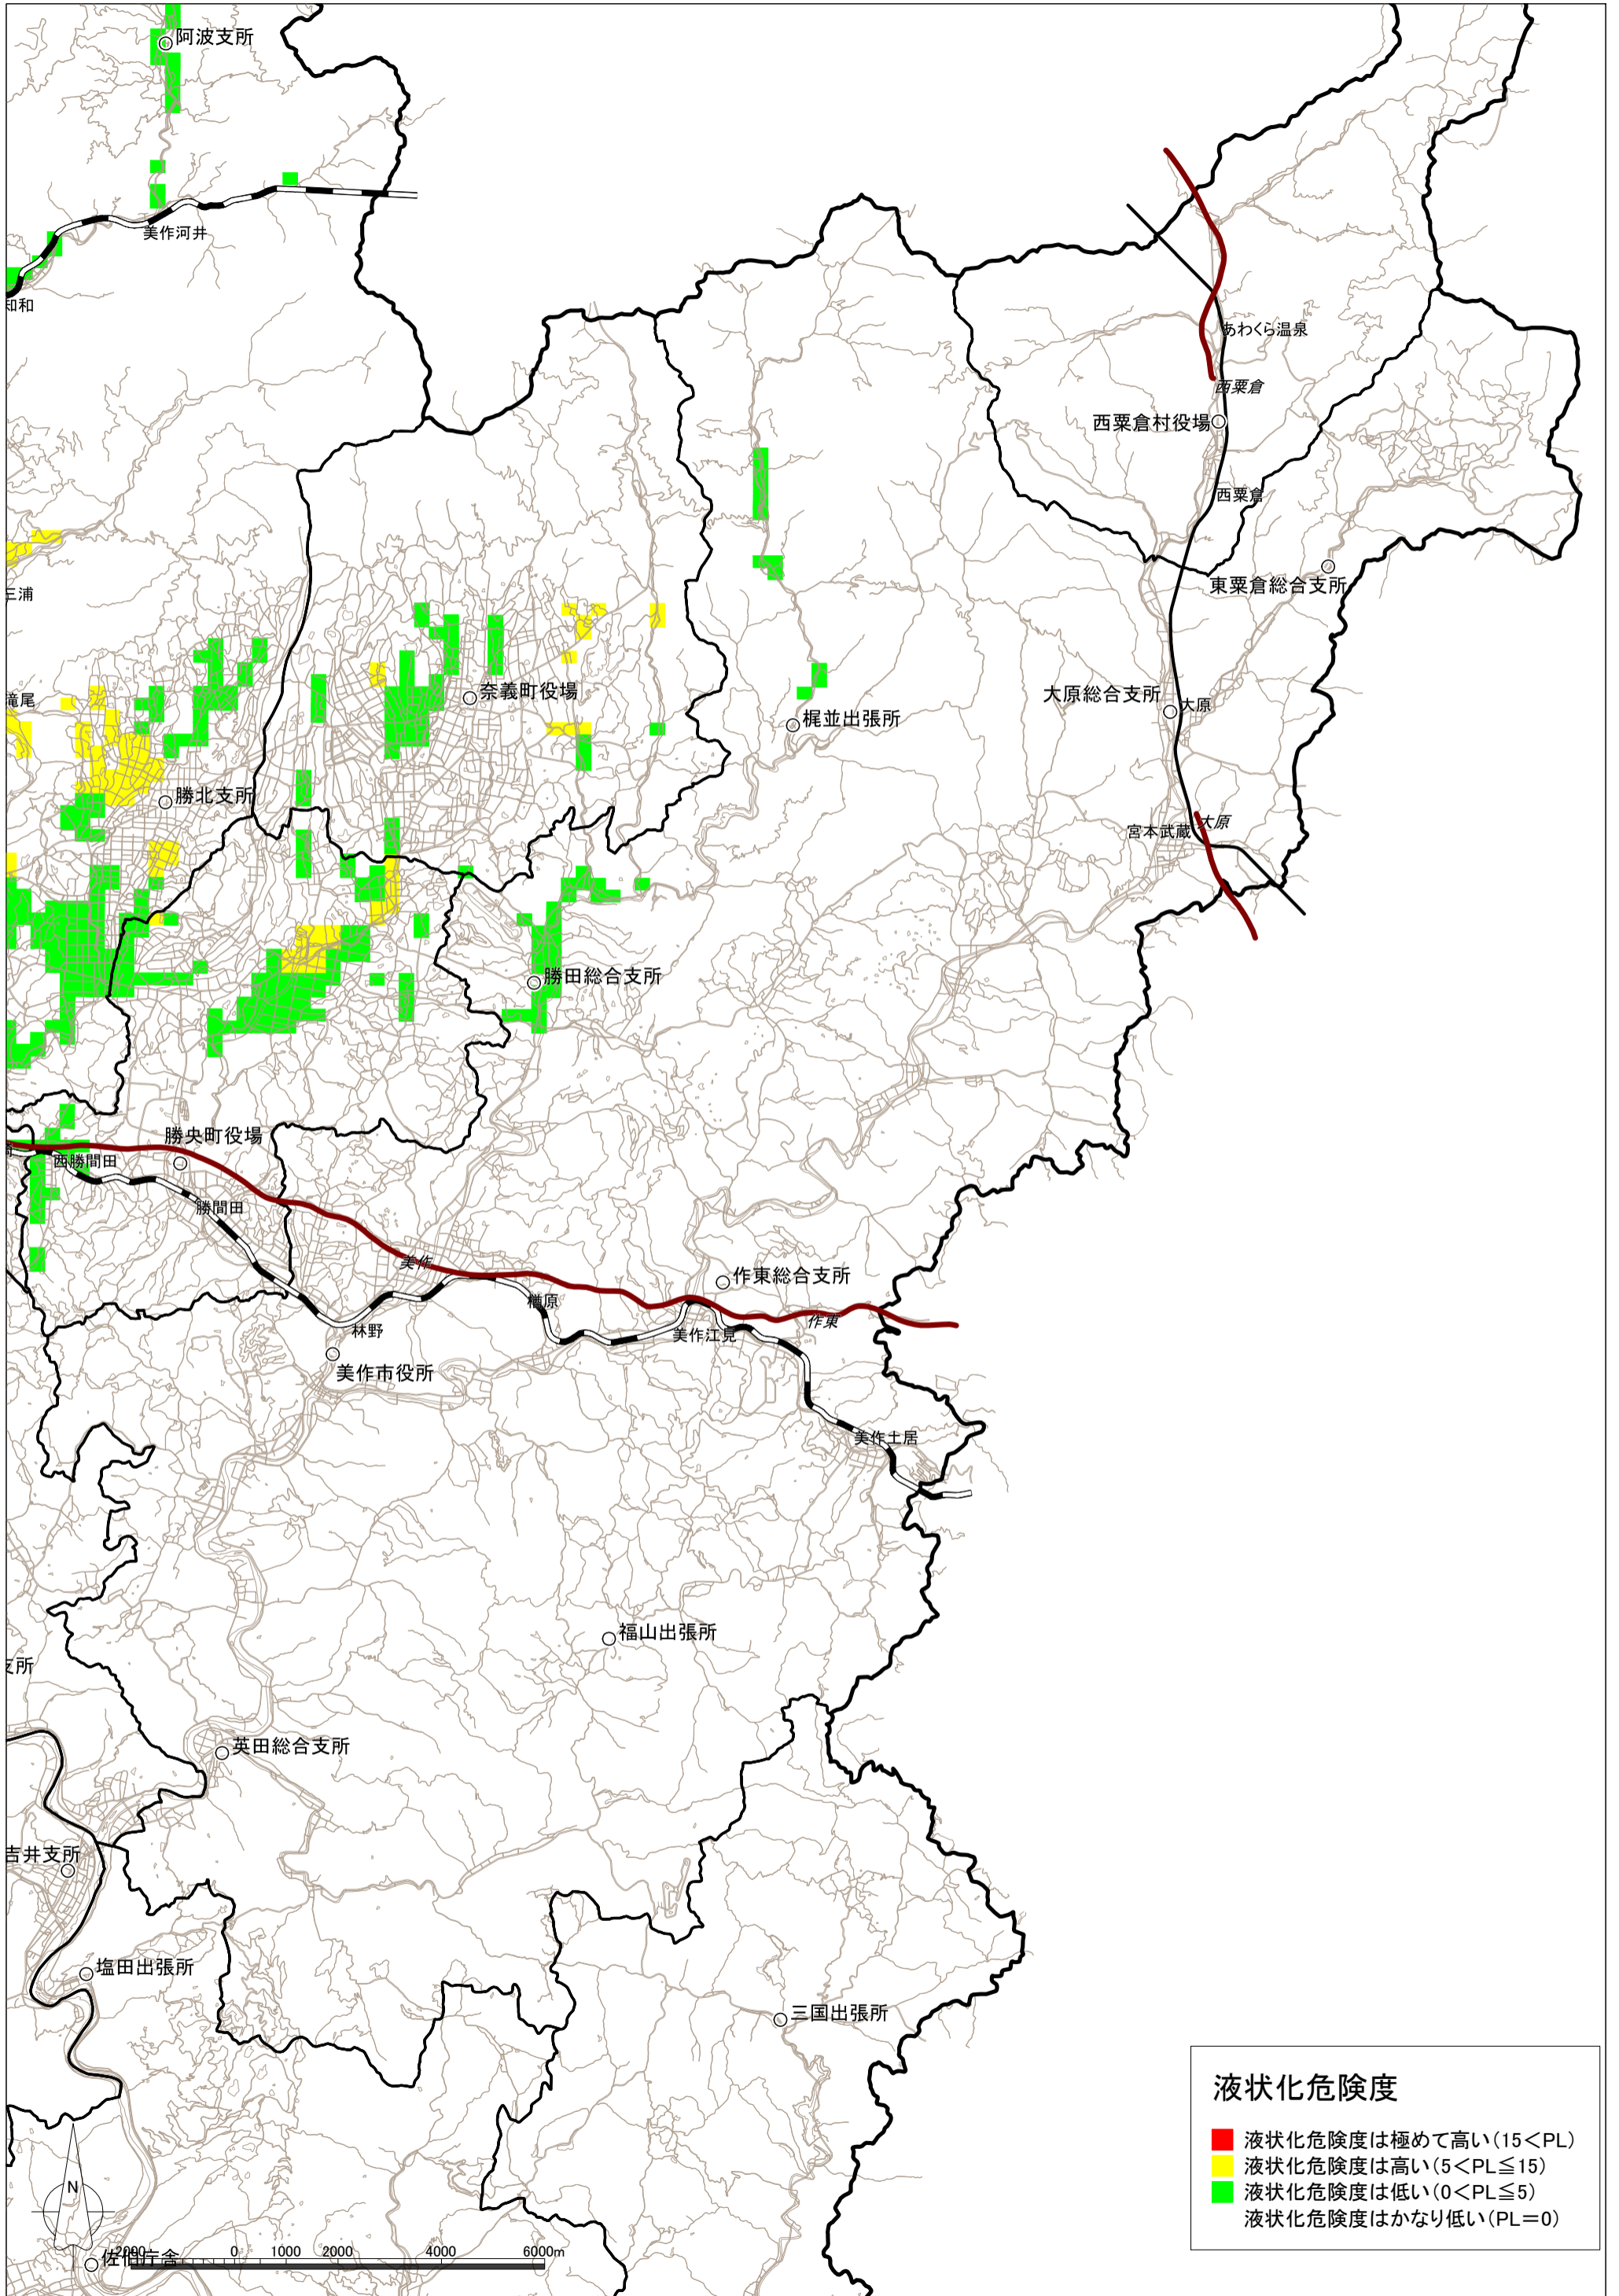 阿波支所
美作河井
知和
あわくら温泉
西粟倉
西粟倉村役場
西粟倉
東粟倉総合支所
三浦
奈義町役場
滝尾
大原総合支所
大原
梶並出張所
勝北支所
大原
宮本武蔵
勝田総合支所
勝央町役場
西勝間田
勝間田
美作
作東総合支所
楢原
作東
林野
美作江見
美作市役所
美作土居
福山出張所
支所
英田総合支所
吉井支所
塩田出張所
三国出張所
液状化危険度
液状化危険度は極めて高い(15<PL)
液状化危険度は高い(5<PL≦15)
液状化危険度は低い(0<PL≦5)
液状化危険度はかなり低い(PL=0)
N
佐伯庁舎
2000 0 1000 2000 4000 6000m